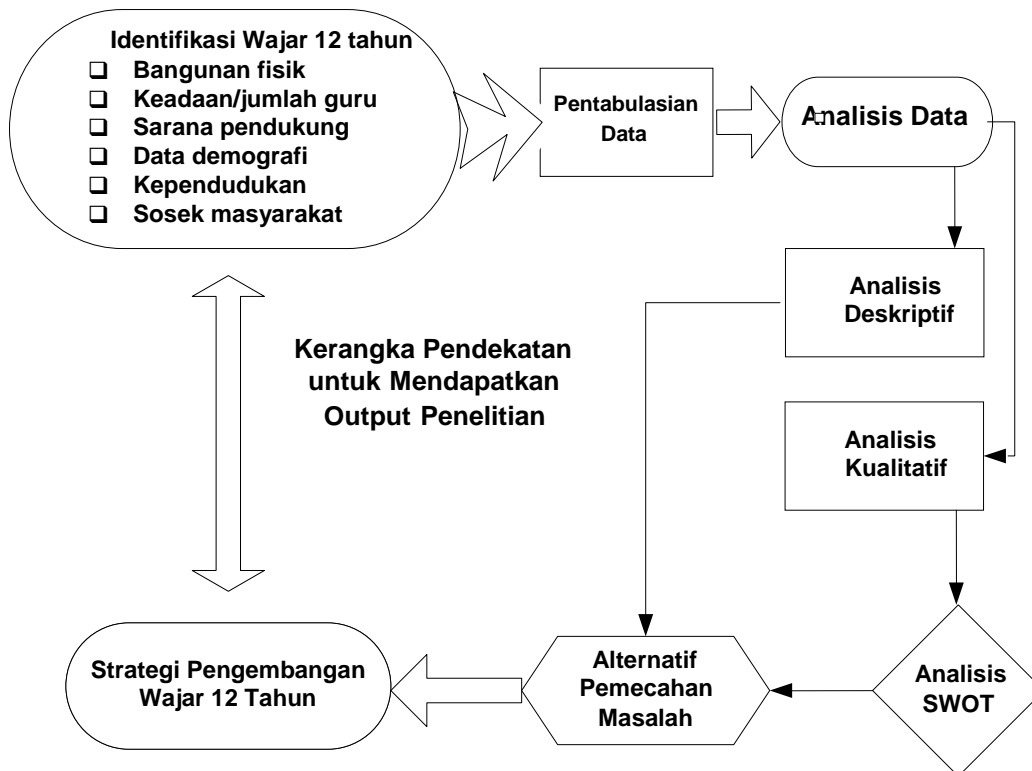 Identifikasi Wajar 12 tahun
❑ Bangunan fisik
❑ Keadaan/jumlah guru
❑ Sarana pendukung
❑ Data demografi
❑ Kependudukan
❑ Sosek masyarakat
Pentabulasian
Data
Analisis Data
Analisis
Deskriptif
Kerangka Pendekatan
untuk Mendapatkan
Output Penelitian
Analisis
Kualitatif
Strategi Pengembangan
Wajar 12 Tahun
Alternatif
Pemecahan
Masalah
Analisis
SWOT